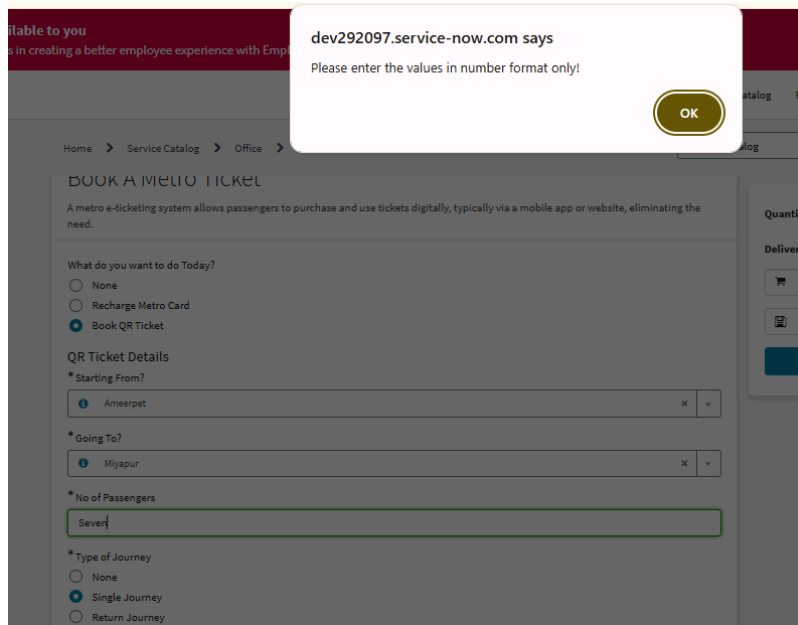 ilable to you
s in creating a better employee experience with Empl
dev292097.service-now.com says
Please enter the values in number format only!
OK
atalog
Home > Service Catalog > Office >
alog
Book A Metro Ticket
A metro e-ticketing system allows passengers to purchase and use tickets digitally, typically via a mobile app or website, eliminating the
need.
What do you want to do Today?
None
Recharge Metro Card
Book QR Ticket
QR Ticket Details
*Starting From?
Ameerpet
*Going To?
Miyapur
*No of Passengers
Seven
*Type of Journey
None
Single Journey
Return Journey
Quanti
Deliver